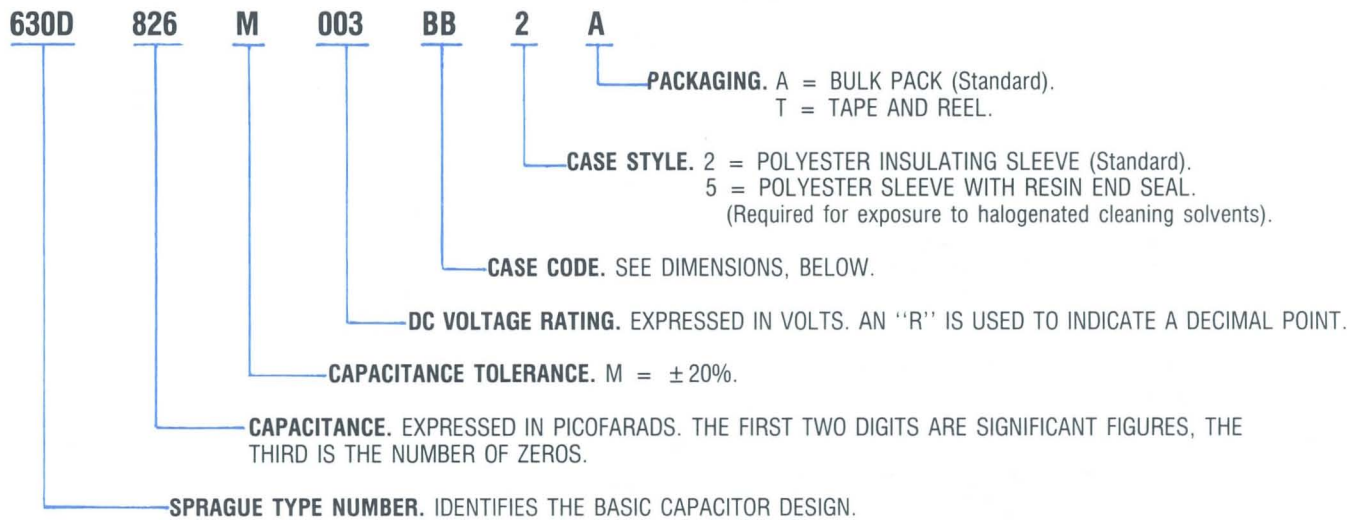 630D 826 M 003 BB 2 A
PACKAGING. A = BULK PACK (Standard).
T = TAPE AND REEL.
CASE STYLE. 2 = POLYESTER INSULATING SLEEVE (Standard).
5 = POLYESTER SLEEVE WITH RESIN END SEAL.
(Required for exposure to halogenated cleaning solvents).
CASE CODE. SEE DIMENSIONS, BELOW.
DC VOLTAGE RATING. EXPRESSED IN VOLTS. AN ''R'' IS USED TO INDICATE A DECIMAL POINT.
CAPACITANCE TOLERANCE. M = ±20%.
CAPACITANCE. EXPRESSED IN PICOFARADS. THE FIRST TWO DIGITS ARE SIGNIFICANT FIGURES, THE
THIRD IS THE NUMBER OF ZEROS.
SPRAGUE TYPE NUMBER. IDENTIFIES THE BASIC CAPACITOR DESIGN.